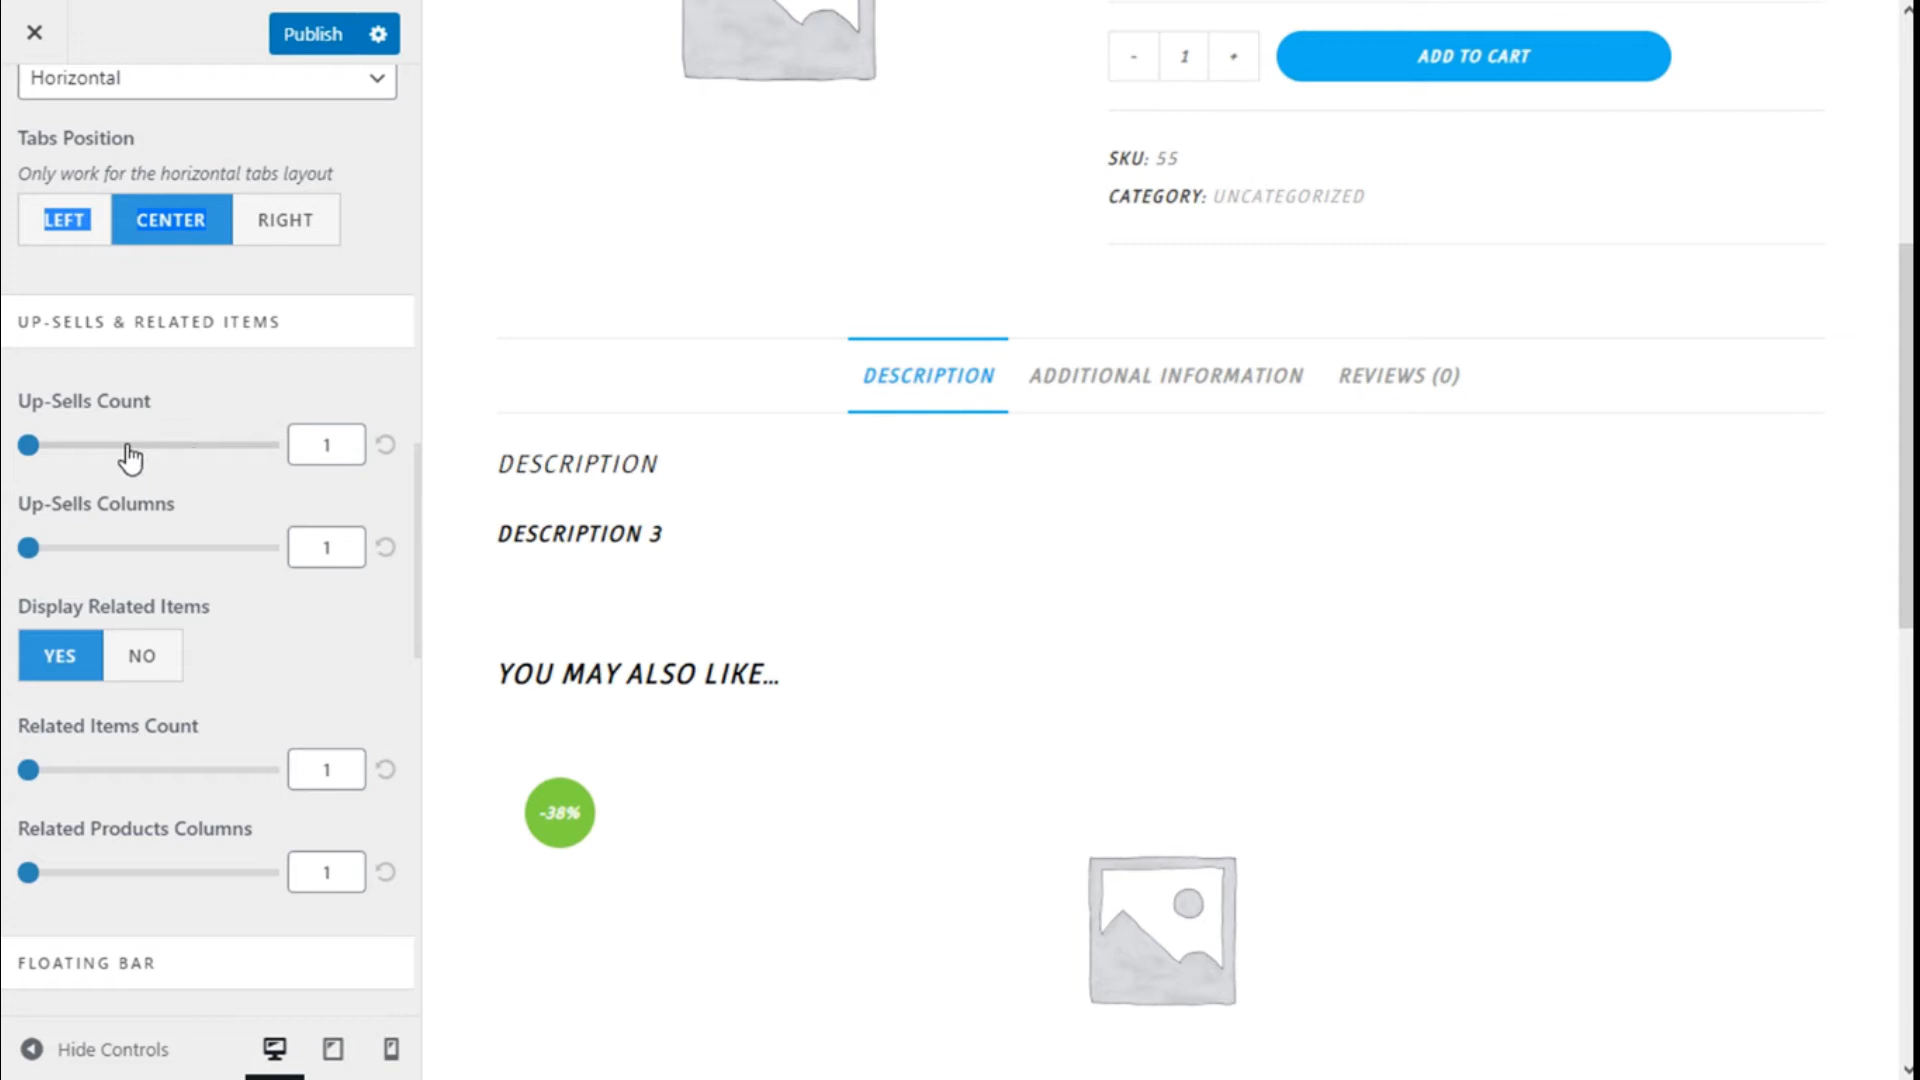 Publish
Horizontal
Tabs Position
Only work for the horizontal tabs layout
LEFT CENTER RIGHT
UP-SELLS & RELATED ITEMS
Up-Sells Count
1
Up-Sells Columns
1
Display Related Items
YES NO
Related Items Count
1
Related Products Columns
1
FLOATING BAR
Hide Controls
- 1 + ADD TO CART
SKU: 55
CATEGORY: UNCATEGORIZED
DESCRIPTION ADDITIONAL INFORMATION REVIEWS (0)
DESCRIPTION
DESCRIPTION 3
YOU MAY ALSO LIKE...
-38%